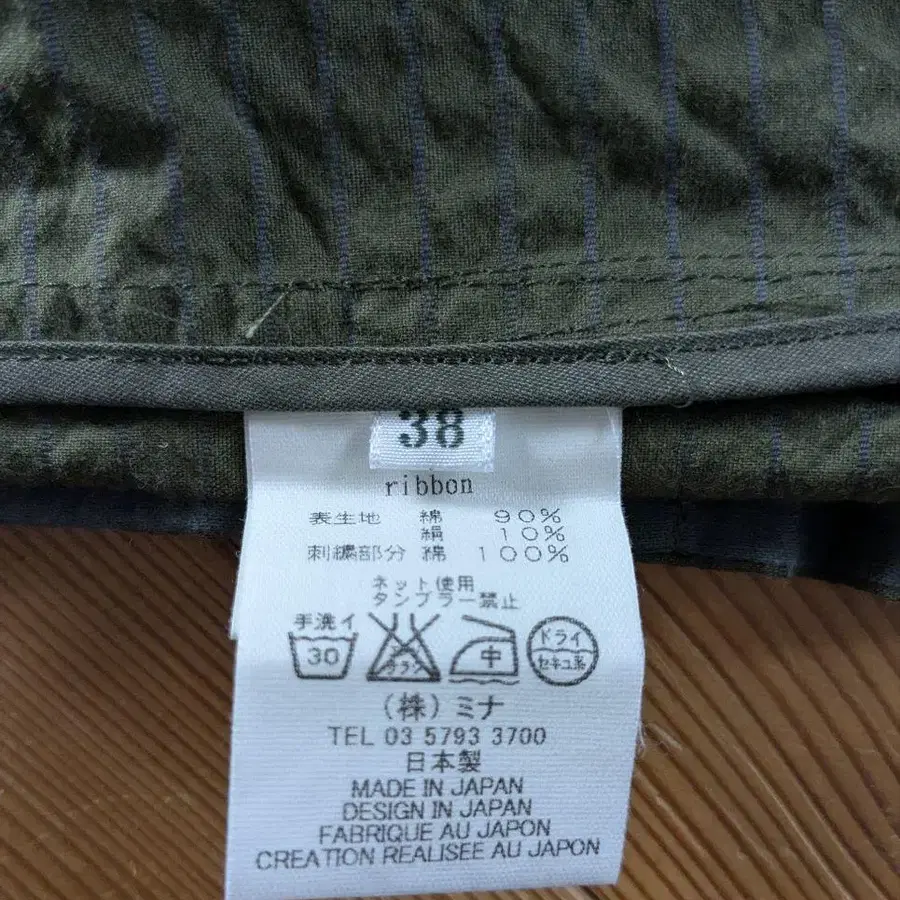 38
ribbon
表生地 綿 90%
絹 10%
刺繍部分 綿 100%
ネット使用
タンブラー禁止
手洗イ
30
サラシ
中
ドライ
セキユ系
(株)ミナ
TEL 03 5793 3700
日本製
MADE IN JAPAN
DESIGN IN JAPAN
FABRIQUE AU JAPON
CREATION REALISEE AU JAPON